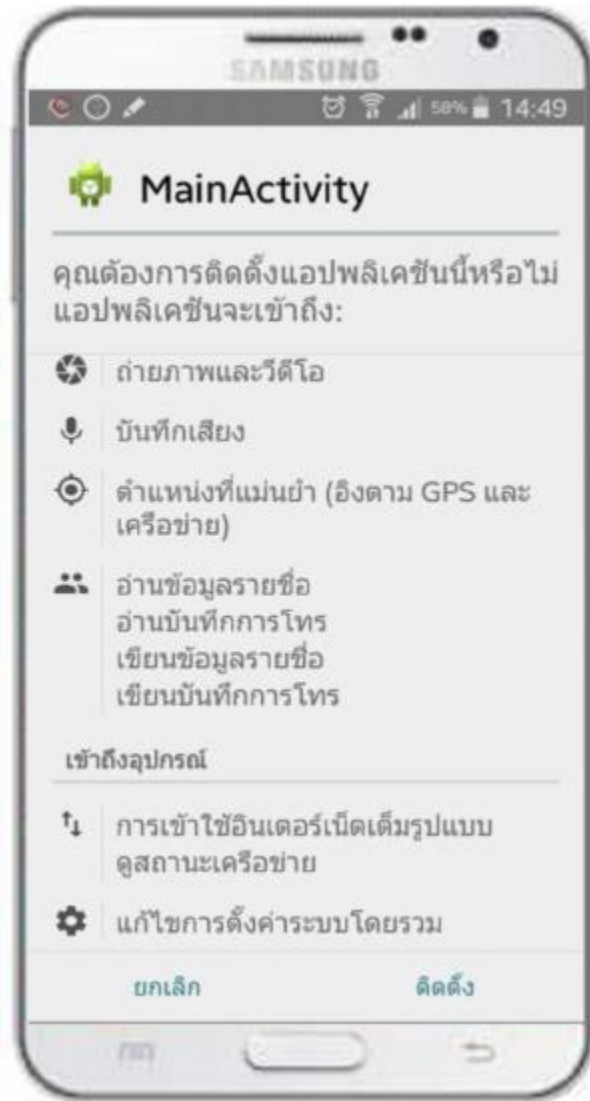 SAMSUNG
58% 14:49
MainActivity
คุณต้องการติดตั้งแอปพลิเคชันนี้หรือไม่
แอปพลิเคชันจะเข้าถึง:
ถ่ายภาพและวีดีโอ
บันทึกเสียง
ตำแหน่งที่แม่นยำ (อิงตาม GPS และ
เครือข่าย)
อ่านข้อมูลรายชื่อ
อ่านบันทึกการโทร
เขียนข้อมูลรายชื่อ
เขียนบันทึกการโทร
เข้าถึงอุปกรณ์
การเข้าใช้อินเตอร์เน็ตเต็มรูปแบบ
ดูสถานะเครือข่าย
แก้ไขการตั้งค่าระบบโดยรวม
ยกเลิก ติดตั้ง